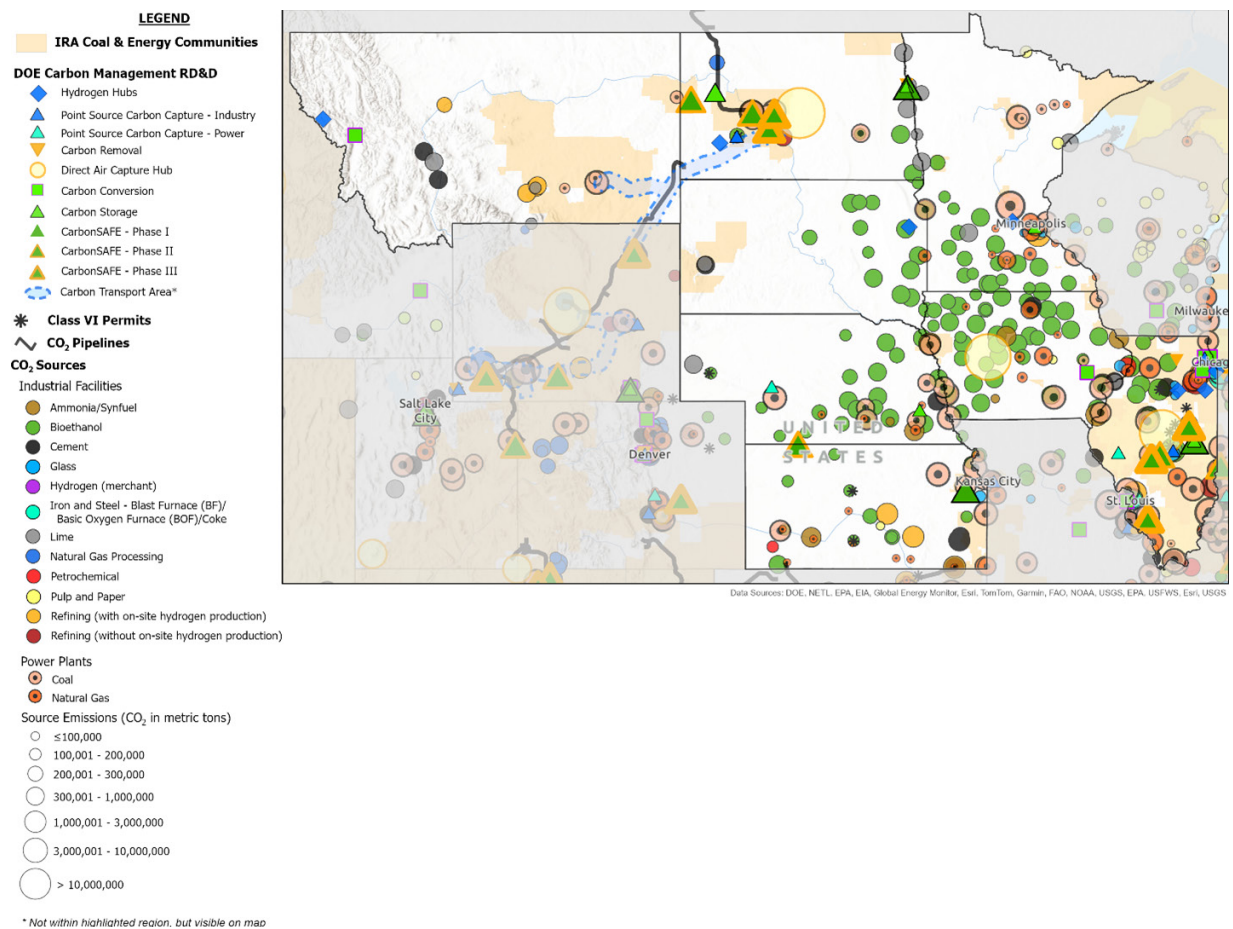 LEGEND
IRA Coal & Energy Communities
DOE Carbon Management RD&D
Hydrogen Hubs
Point Source Carbon Capture - Industry
Point Source Carbon Capture - Power
Carbon Removal
Direct Air Capture Hub
Carbon Conversion
Carbon Storage
CarbonSAFE - Phase I
CarbonSAFE - Phase II
CarbonSAFE - Phase III
Carbon Transport Area*
Class VI Permits
CO₂ Pipelines
CO₂ Sources
Industrial Facilities
Ammonia/Synfuel
Bioethanol
Cement
Glass
Hydrogen (merchant)
Iron and Steel - Blast Furnace (BF)/
Basic Oxygen Furnace (BOF)/Coke
Lime
Natural Gas Processing
Petrochemical
Pulp and Paper
Refining (with on-site hydrogen production)
Refining (without on-site hydrogen production)
Power Plants
Coal
Natural Gas
Source Emissions (CO₂ in metric tons)
≤100,000
100,001 - 200,000
200,001 - 300,000
300,001 - 1,000,000
1,000,001 - 3,000,000
3,000,001 - 10,000,000
> 10,000,000
* Not within highlighted region, but visible on map
Minneapolis
Milwauke
Chicag
Salt Lake
City
Denver
UNITED
STATES
Kansas City
St. Louis
Data Sources: DOE, NETL. EPA, EIA, Global Energy Monitor, Esri, TomTom, Garmin, FAO, NOAA, USGS, EPA, USFWS, Esri, USGS